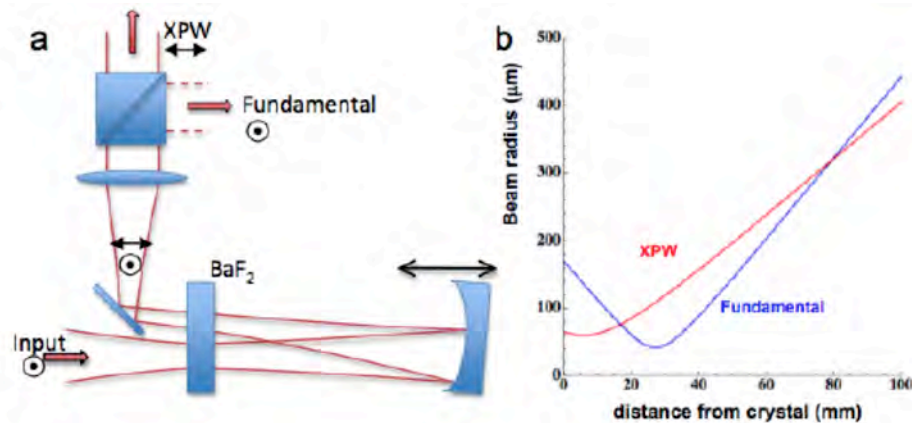 a
XPW
Fundamental
BaF2
Input
b
500
400
300
200
100
0
Beam radius (μm)
XPW
Fundamental
0
20
40
60
80
100
distance from crystal (mm)